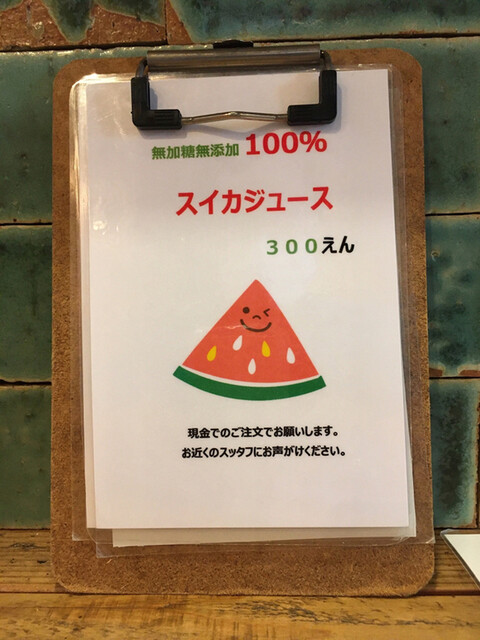 無加糖無添加 100%
スイカジュース
３００えん
現金でのご注文でお願いします。
お近くのスッタフにお声がけください。